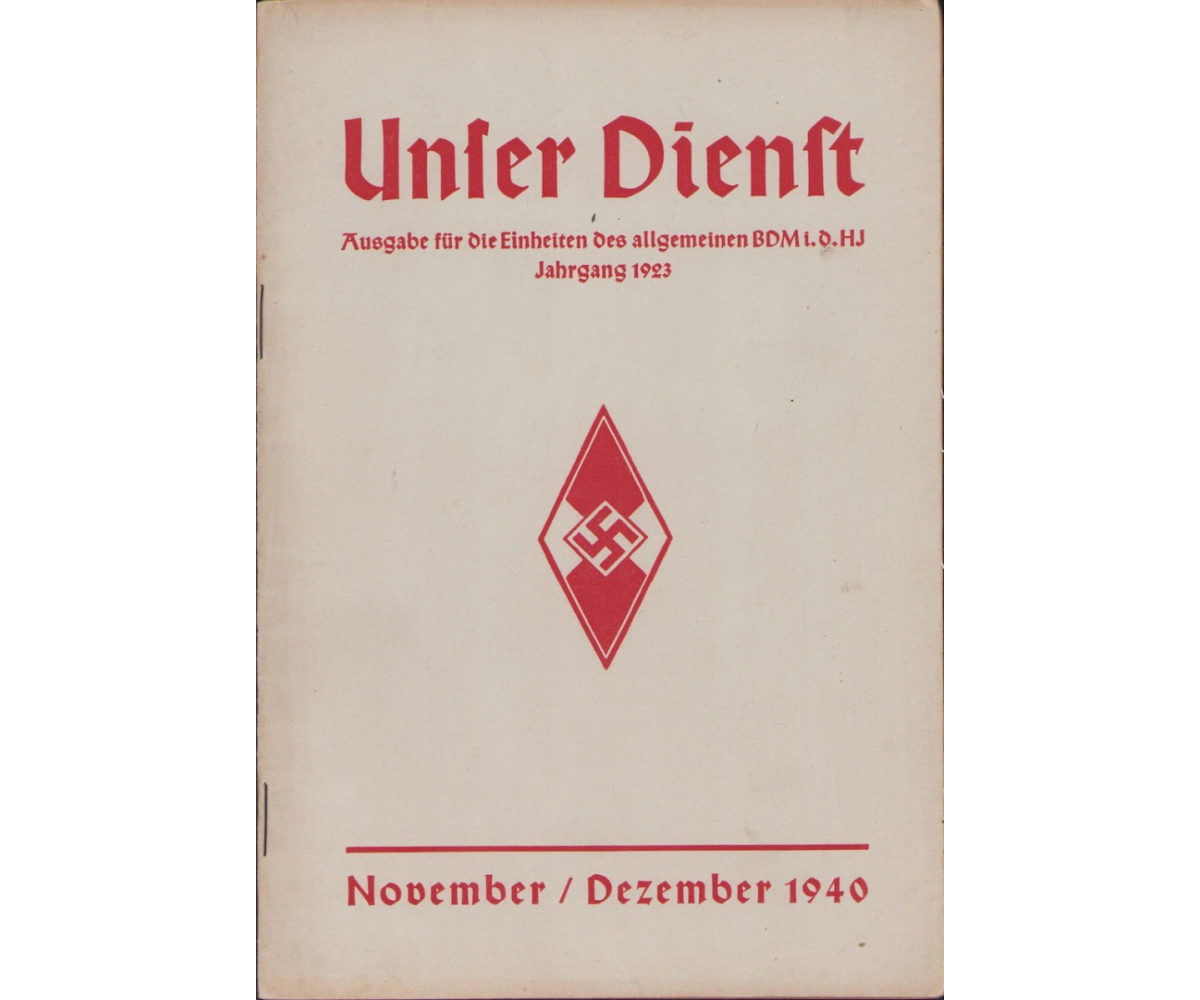 Unſer Dienſt
Ausgabe für die Einheiten des allgemeinen BDM i. d. HJ
Jahrgang 1923
November / Dezember 1940